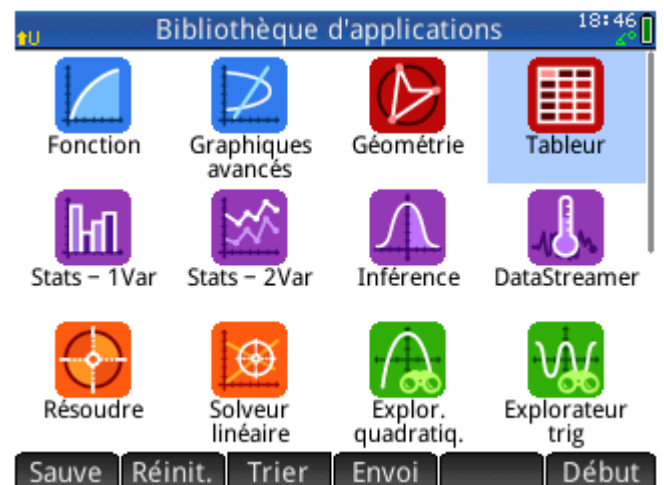 Bibliothèque d'applications
18:46
U
Fonction
Graphiques
avancés
Géométrie
Tableur
Stats – 1Var
Stats – 2Var
Inférence
DataStreamer
Résoudre
Solveur
linéaire
Explor.
quadratiq.
Explorateur
trig
Sauve
Réinit.
Trier
Envoi
Début